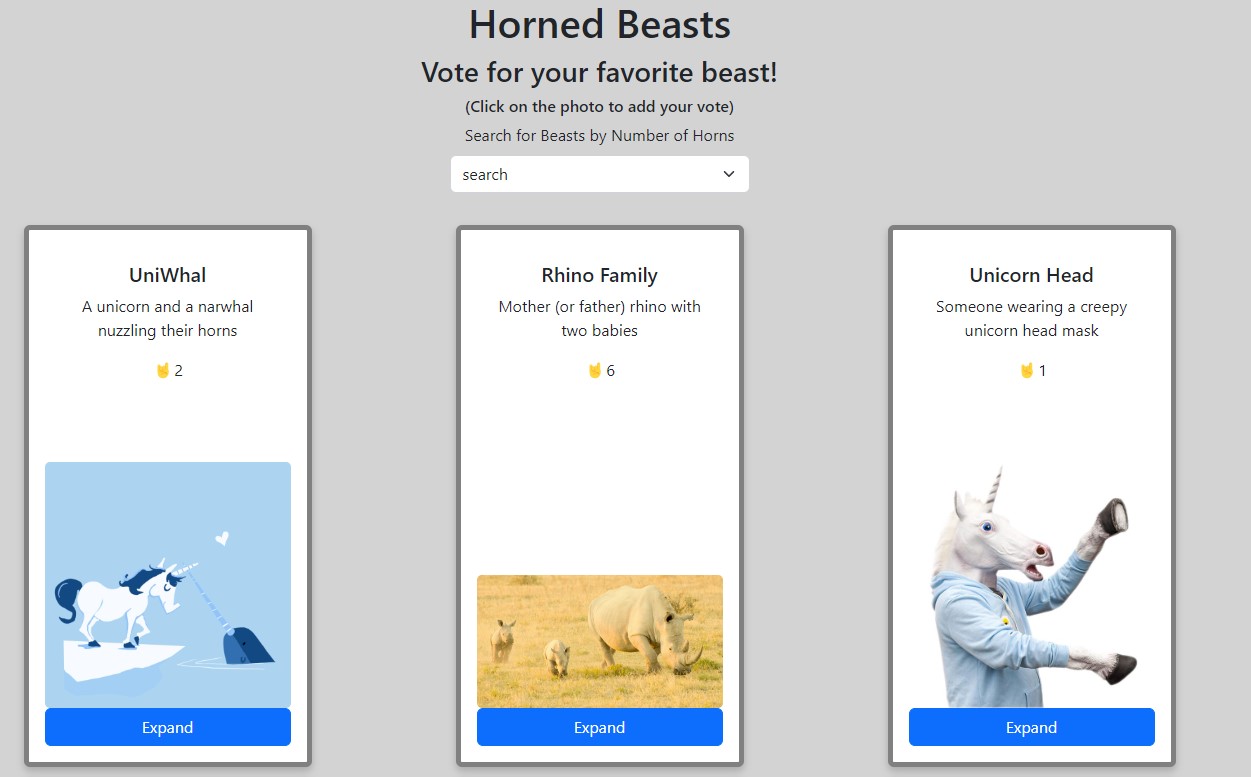 Horned Beasts
Vote for your favorite beast!
(Click on the photo to add your vote)
Search for Beasts by Number of Horns
search
UniWhal
A unicorn and a narwhal
nuzzling their horns
🤘 2
Expand
Rhino Family
Mother (or father) rhino with
two babies
🤘 6
Expand
Unicorn Head
Someone wearing a creepy
unicorn head mask
🤘 1
Expand